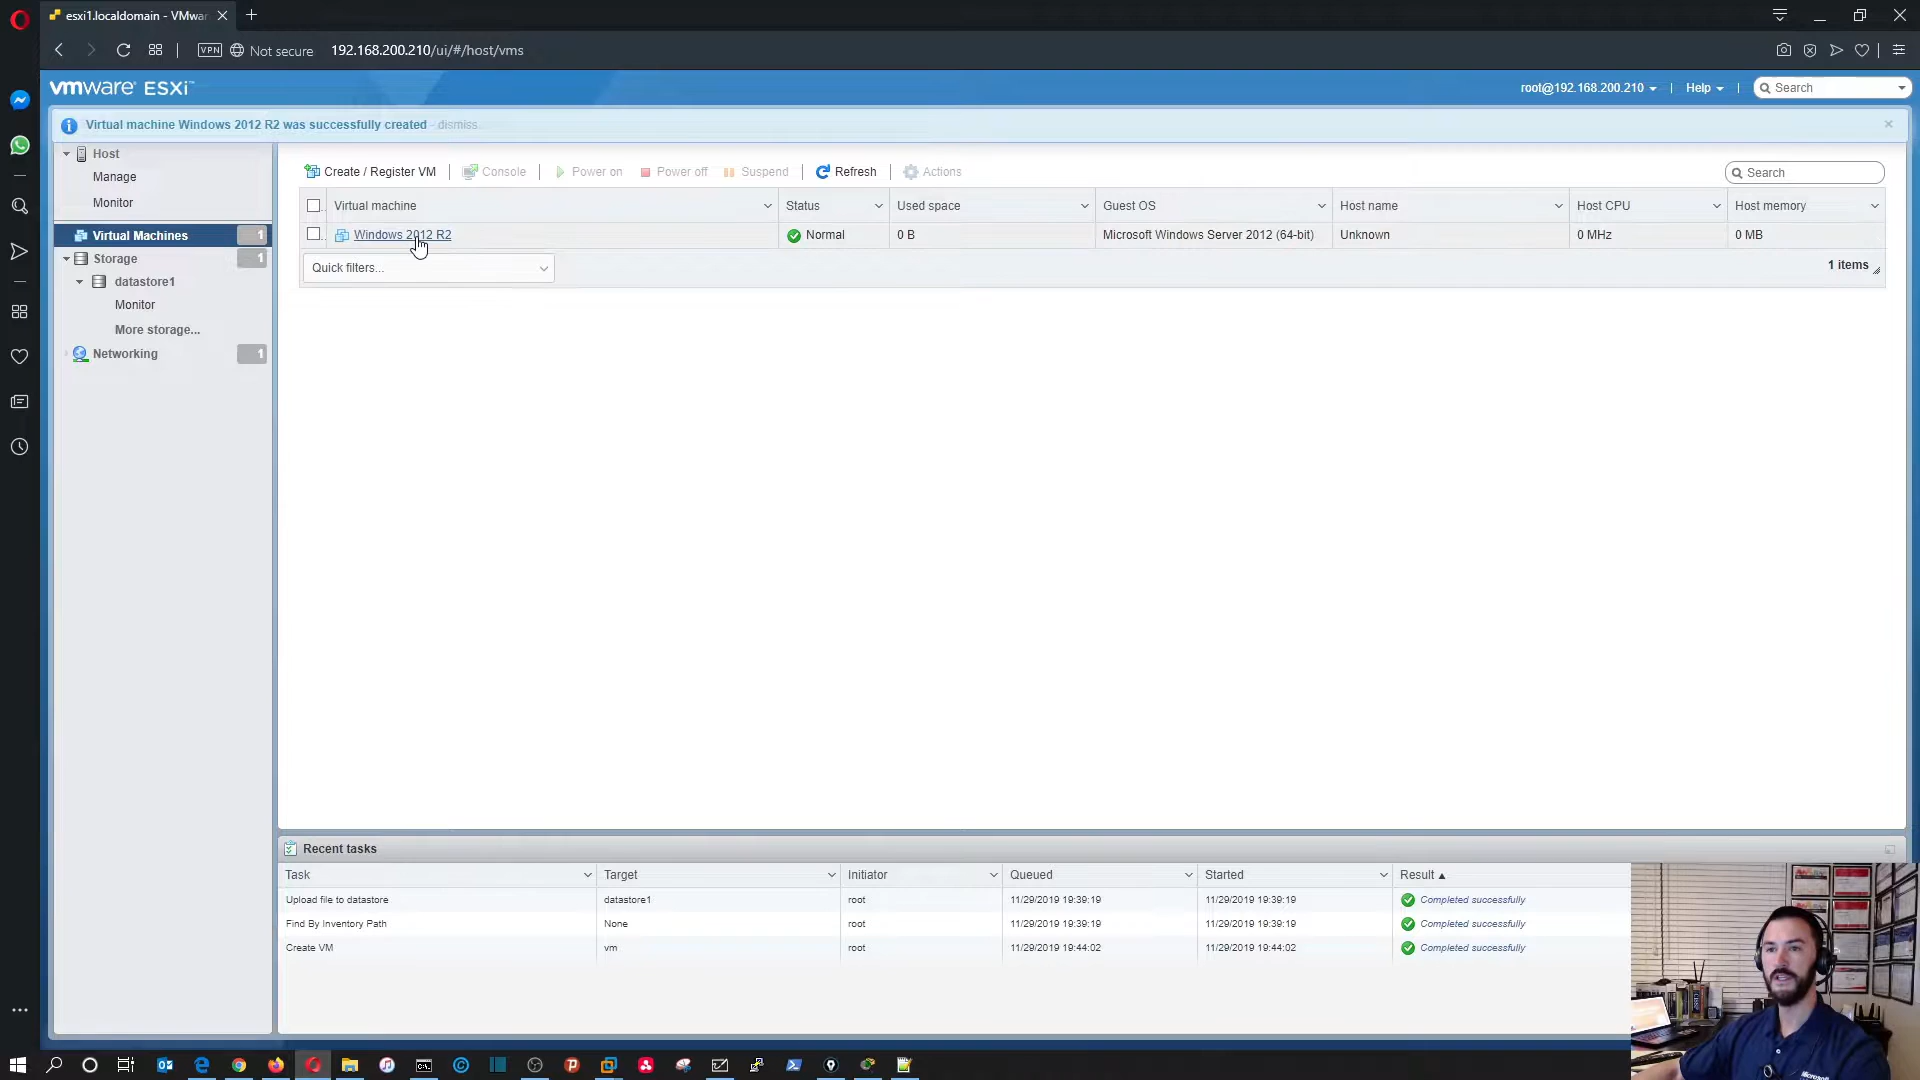 esxi1.localdomain - VMwar
VPN Not secure 192.168.200.210/ui/#/host/vms
vmware ESXi™
root@192.168.200.210 | Help | Search
Virtual machine Windows 2012 R2 was successfully created - dismiss
Host
Manage
Monitor
Virtual Machines 1
Storage 1
datastore1
Monitor
More storage...
Networking 1
Create / Register VM | Console | Power on Power off Suspend | Refresh | Actions Search
Virtual machine Status Used space Guest OS Host name Host CPU Host memory
Windows 2012 R2 Normal 0 B Microsoft Windows Server 2012 (64-bit) Unknown 0 MHz 0 MB
Quick filters... 1 items
Recent tasks
Task Target Initiator Queued Started Result
Upload file to datastore datastore1 root 11/29/2019 19:39:19 11/29/2019 19:39:19 Completed successfully
Find By Inventory Path None root 11/29/2019 19:39:19 11/29/2019 19:39:19 Completed successfully
Create VM vm root 11/29/2019 19:44:02 11/29/2019 19:44:02 Completed successfully
Microsoft